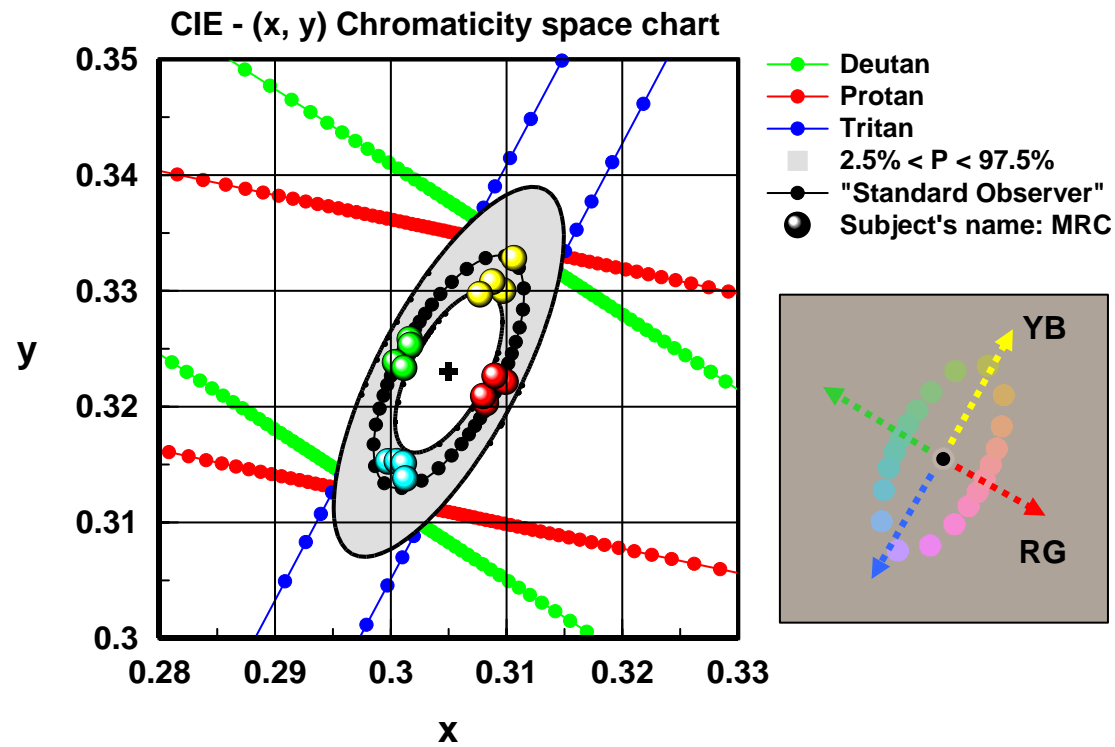 CIE - (x, y) Chromaticity space chart
0.35
0.34
0.33
0.32
0.31
0.3
y
0.28
0.29
0.3
0.31
0.32
0.33
x
Deutan
Protan
Tritan
2.5% < P < 97.5%
"Standard Observer"
Subject's name: MRC
YB
RG